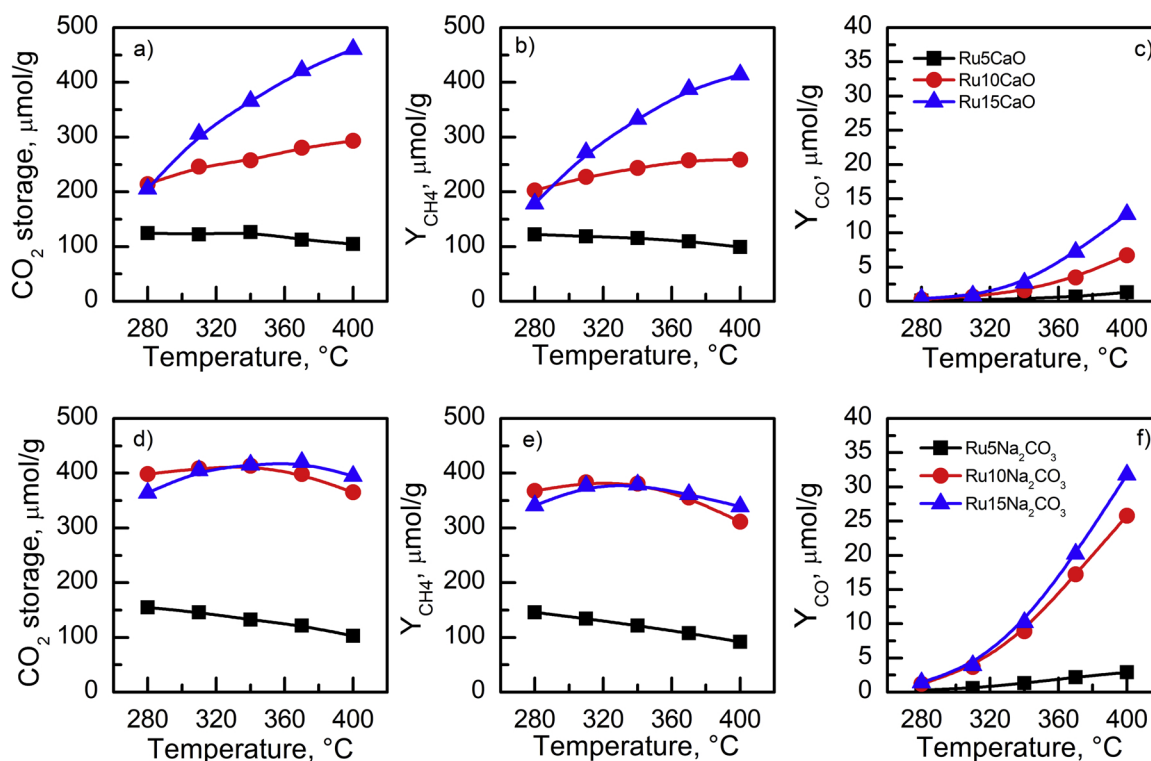 a)
500
400
300
200
100
0
CO₂ storage, μmol/g
280 320 360 400
Temperature, °C
b)
500
400
300
200
100
0
Y_CH4, μmol/g
280 320 360 400
Temperature, °C
c)
40
35
30
25
20
15
10
5
0
Y_CO, μmol/g
Ru5CaO
Ru10CaO
Ru15CaO
280 320 360 400
Temperature, °C
d)
500
400
300
200
100
0
CO₂ storage, μmol/g
280 320 360 400
Temperature, °C
e)
500
400
300
200
100
0
Y_CH4, μmol/g
280 320 360 400
Temperature, °C
f)
40
35
30
25
20
15
10
5
0
Y_CO, μmol/g
Ru5Na₂CO₃
Ru10Na₂CO₃
Ru15Na₂CO₃
280 320 360 400
Temperature, °C